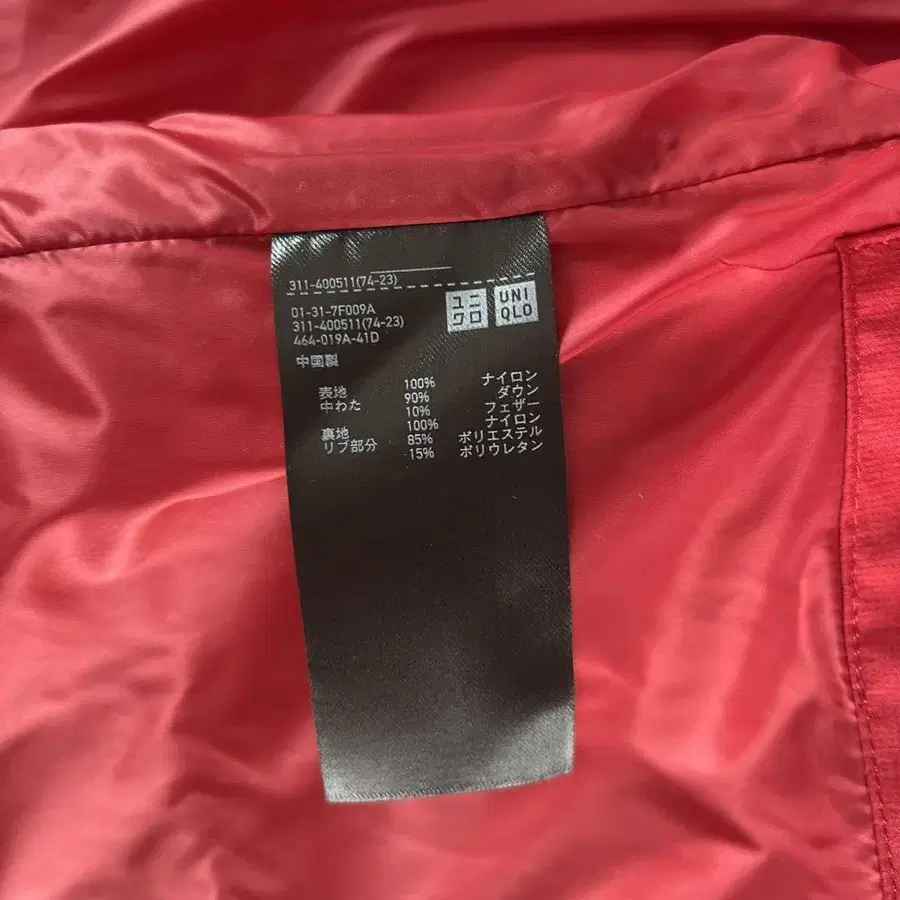 311-400511(74-23)
01-31-7F009A
311-400511(74-23)
464-019A-41D
ユニ
クロ
UNI
QLO
中国製
表地 100% ナイロン
中わた 90% ダウン
10% フェザー
裏地 100% ナイロン
リブ部分 85% ポリエステル
15% ポリウレタン